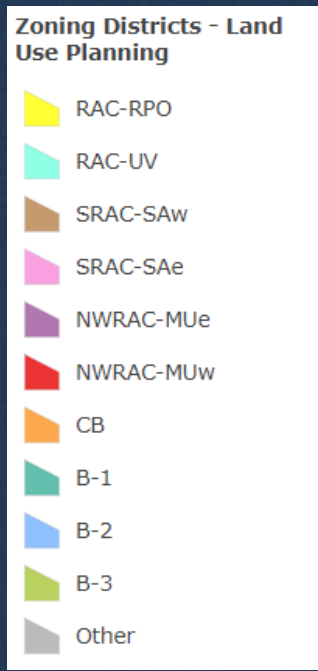 Zoning Districts - Land
Use Planning
RAC-RPO
RAC-UV
SRAC-SAw
SRAC-SAe
NWRAC-MUe
NWRAC-MUw
CB
B-1
B-2
B-3
Other